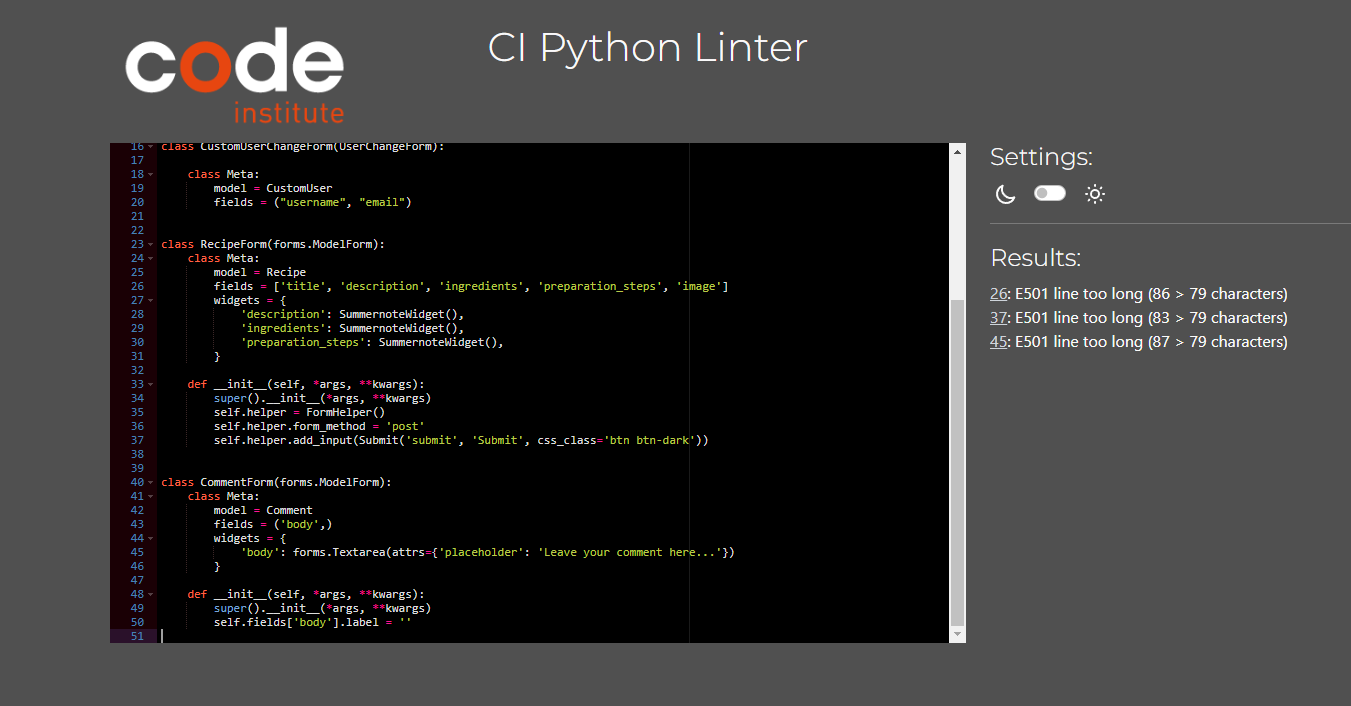 code
institute
CI Python Linter
16 class CustomUserChangeForm(UserChangeForm):
17
18     class Meta:
19         model = CustomUser
20         fields = ("username", "email")
21
22
23 class RecipeForm(forms.ModelForm):
24     class Meta:
25         model = Recipe
26         fields = ['title', 'description', 'ingredients', 'preparation_steps', 'image']
27         widgets = {
28             'description': SummernoteWidget(),
29             'ingredients': SummernoteWidget(),
30             'preparation_steps': SummernoteWidget(),
31         }
32
33     def __init__(self, *args, **kwargs):
34         super().__init__(*args, **kwargs)
35         self.helper = FormHelper()
36         self.helper.form_method = 'post'
37         self.helper.add_input(Submit('submit', 'Submit', css_class='btn btn-dark'))
38
39
40 class CommentForm(forms.ModelForm):
41     class Meta:
42         model = Comment
43         fields = ('body',)
44         widgets = {
45             'body': forms.Textarea(attrs={'placeholder': 'Leave your comment here...'})
46         }
47
48     def __init__(self, *args, **kwargs):
49         super().__init__(*args, **kwargs)
50         self.fields['body'].label = ''
51
Settings:
Results:
26: E501 line too long (86 > 79 characters)
37: E501 line too long (83 > 79 characters)
45: E501 line too long (87 > 79 characters)